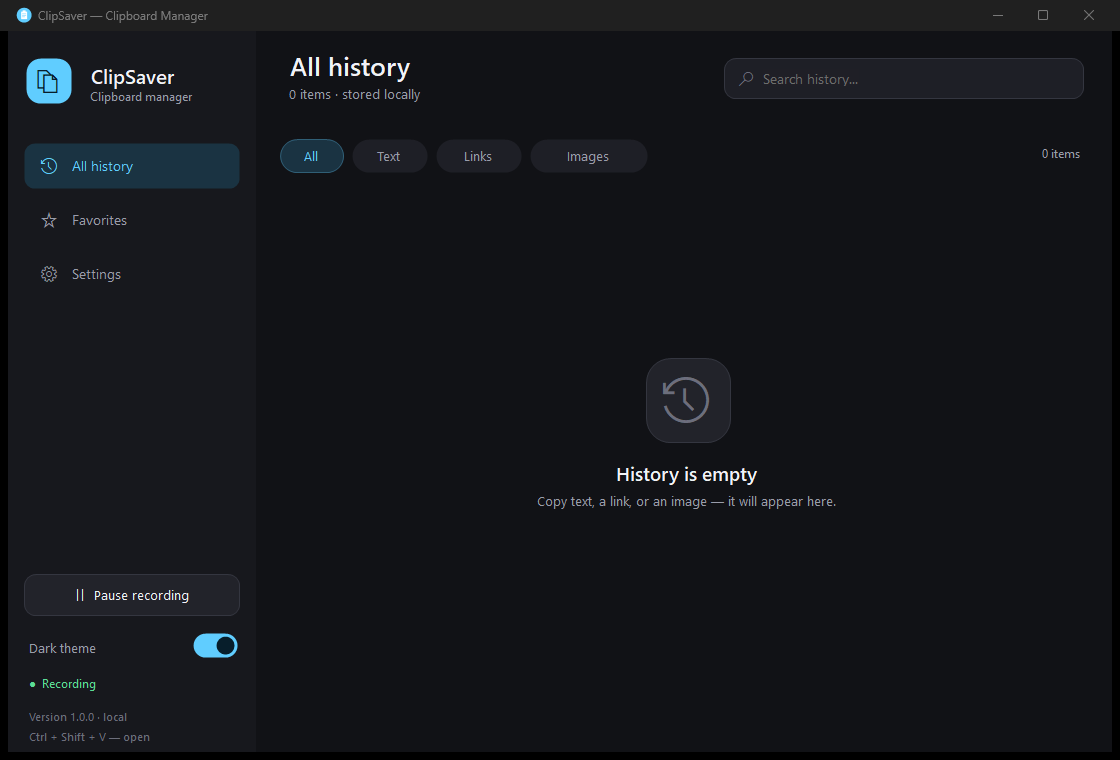 ClipSaver — Clipboard Manager
ClipSaver
Clipboard manager
All history
Favorites
Settings
Pause recording
Dark theme
● Recording
Version 1.0.0 · local
Ctrl + Shift + V — open
All history
0 items · stored locally
Search history...
All
Text
Links
Images
0 items
History is empty
Copy text, a link, or an image — it will appear here.